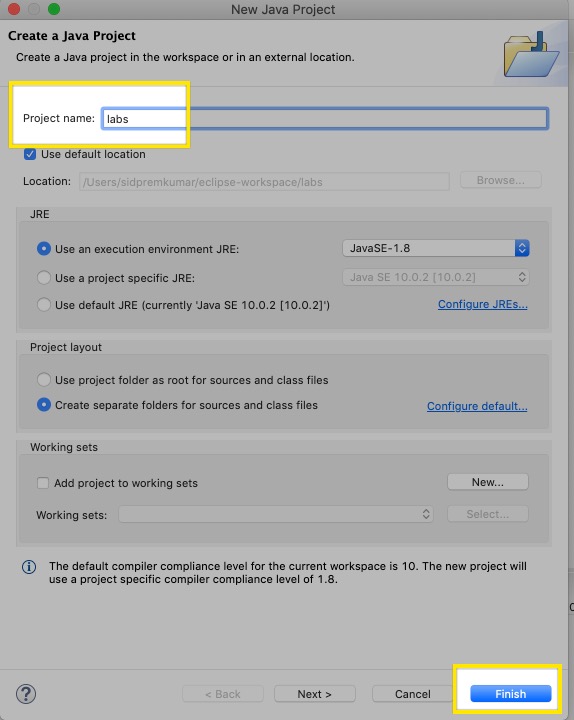 New Java Project
Create a Java Project
Create a Java project in the workspace or in an external location.
Project name: labs
Use default location
Location: /Users/sidpremkumar/eclipse-workspace/labs Browse...
JRE
Use an execution environment JRE: JavaSE-1.8
Use a project specific JRE: Java SE 10.0.2 [10.0.2]
Use default JRE (currently 'Java SE 10.0.2 [10.0.2]') Configure JREs...
Project layout
Use project folder as root for sources and class files
Create separate folders for sources and class files Configure default...
Working sets
Add project to working sets New...
Working sets: Select...
The default compiler compliance level for the current workspace is 10. The new project will
use a project specific compiler compliance level of 1.8.
? < Back Next > Cancel Finish